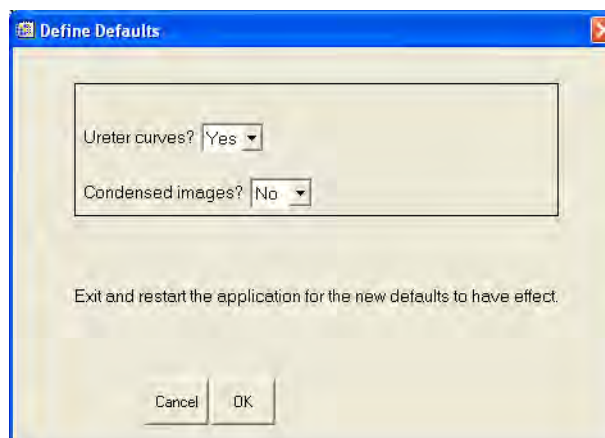 Define Defaults
Ureter curves? Yes
Condensed images? No
Exit and restart the application for the new defaults to have effect.
Cancel OK